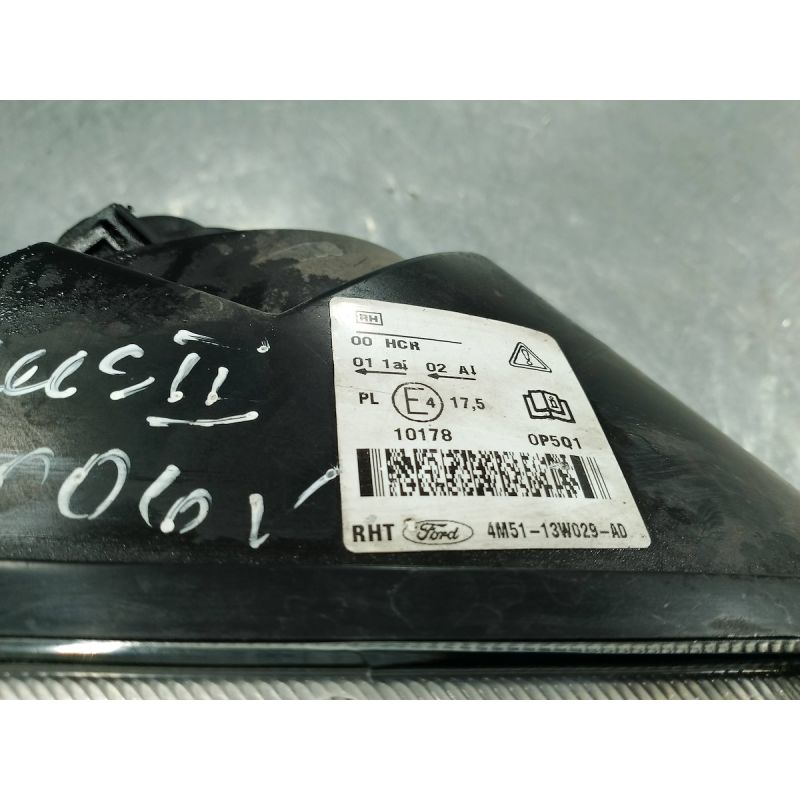 RH
00 HCR
01 1ai 02 AI
PL E4 17,5
10178 0P5Q1
RHT Ford 4M51-13W029-AD